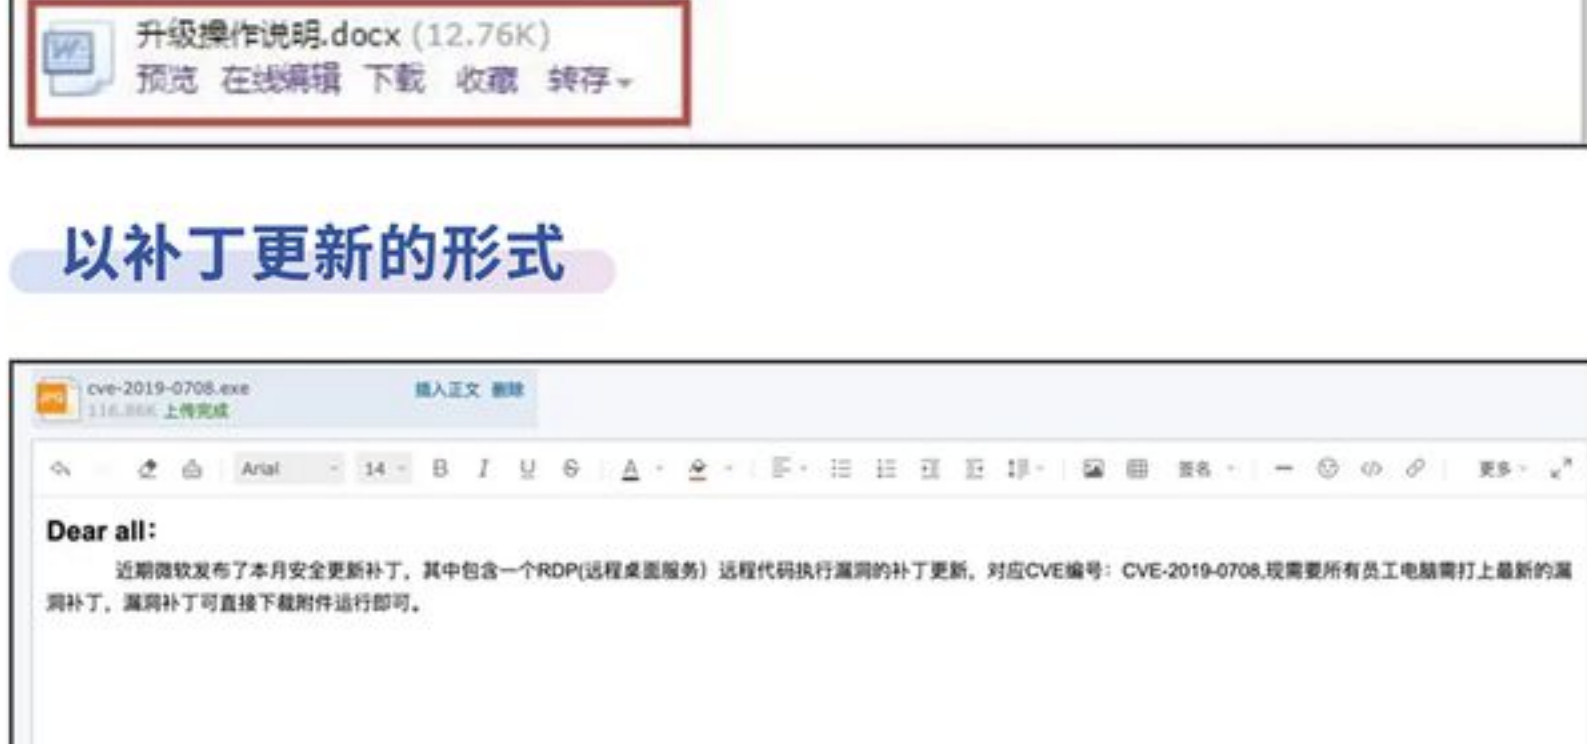 升级操作说明.docx (12.76K)
预览 在线编辑 下载 收藏 转存
以补丁更新的形式
cve-2019-0708.exe 插入正文 删除
116.86K 上传完成
Arial 14 B I U S A 签名 更多
Dear all：
近期微软发布了本月安全更新补丁，其中包含一个RDP(远程桌面服务）远程代码执行漏洞的补丁更新，对应CVE编号：CVE-2019-0708,现需要所有员工电脑需打上最新的漏
洞补丁，漏洞补丁可直接下载附件运行即可。